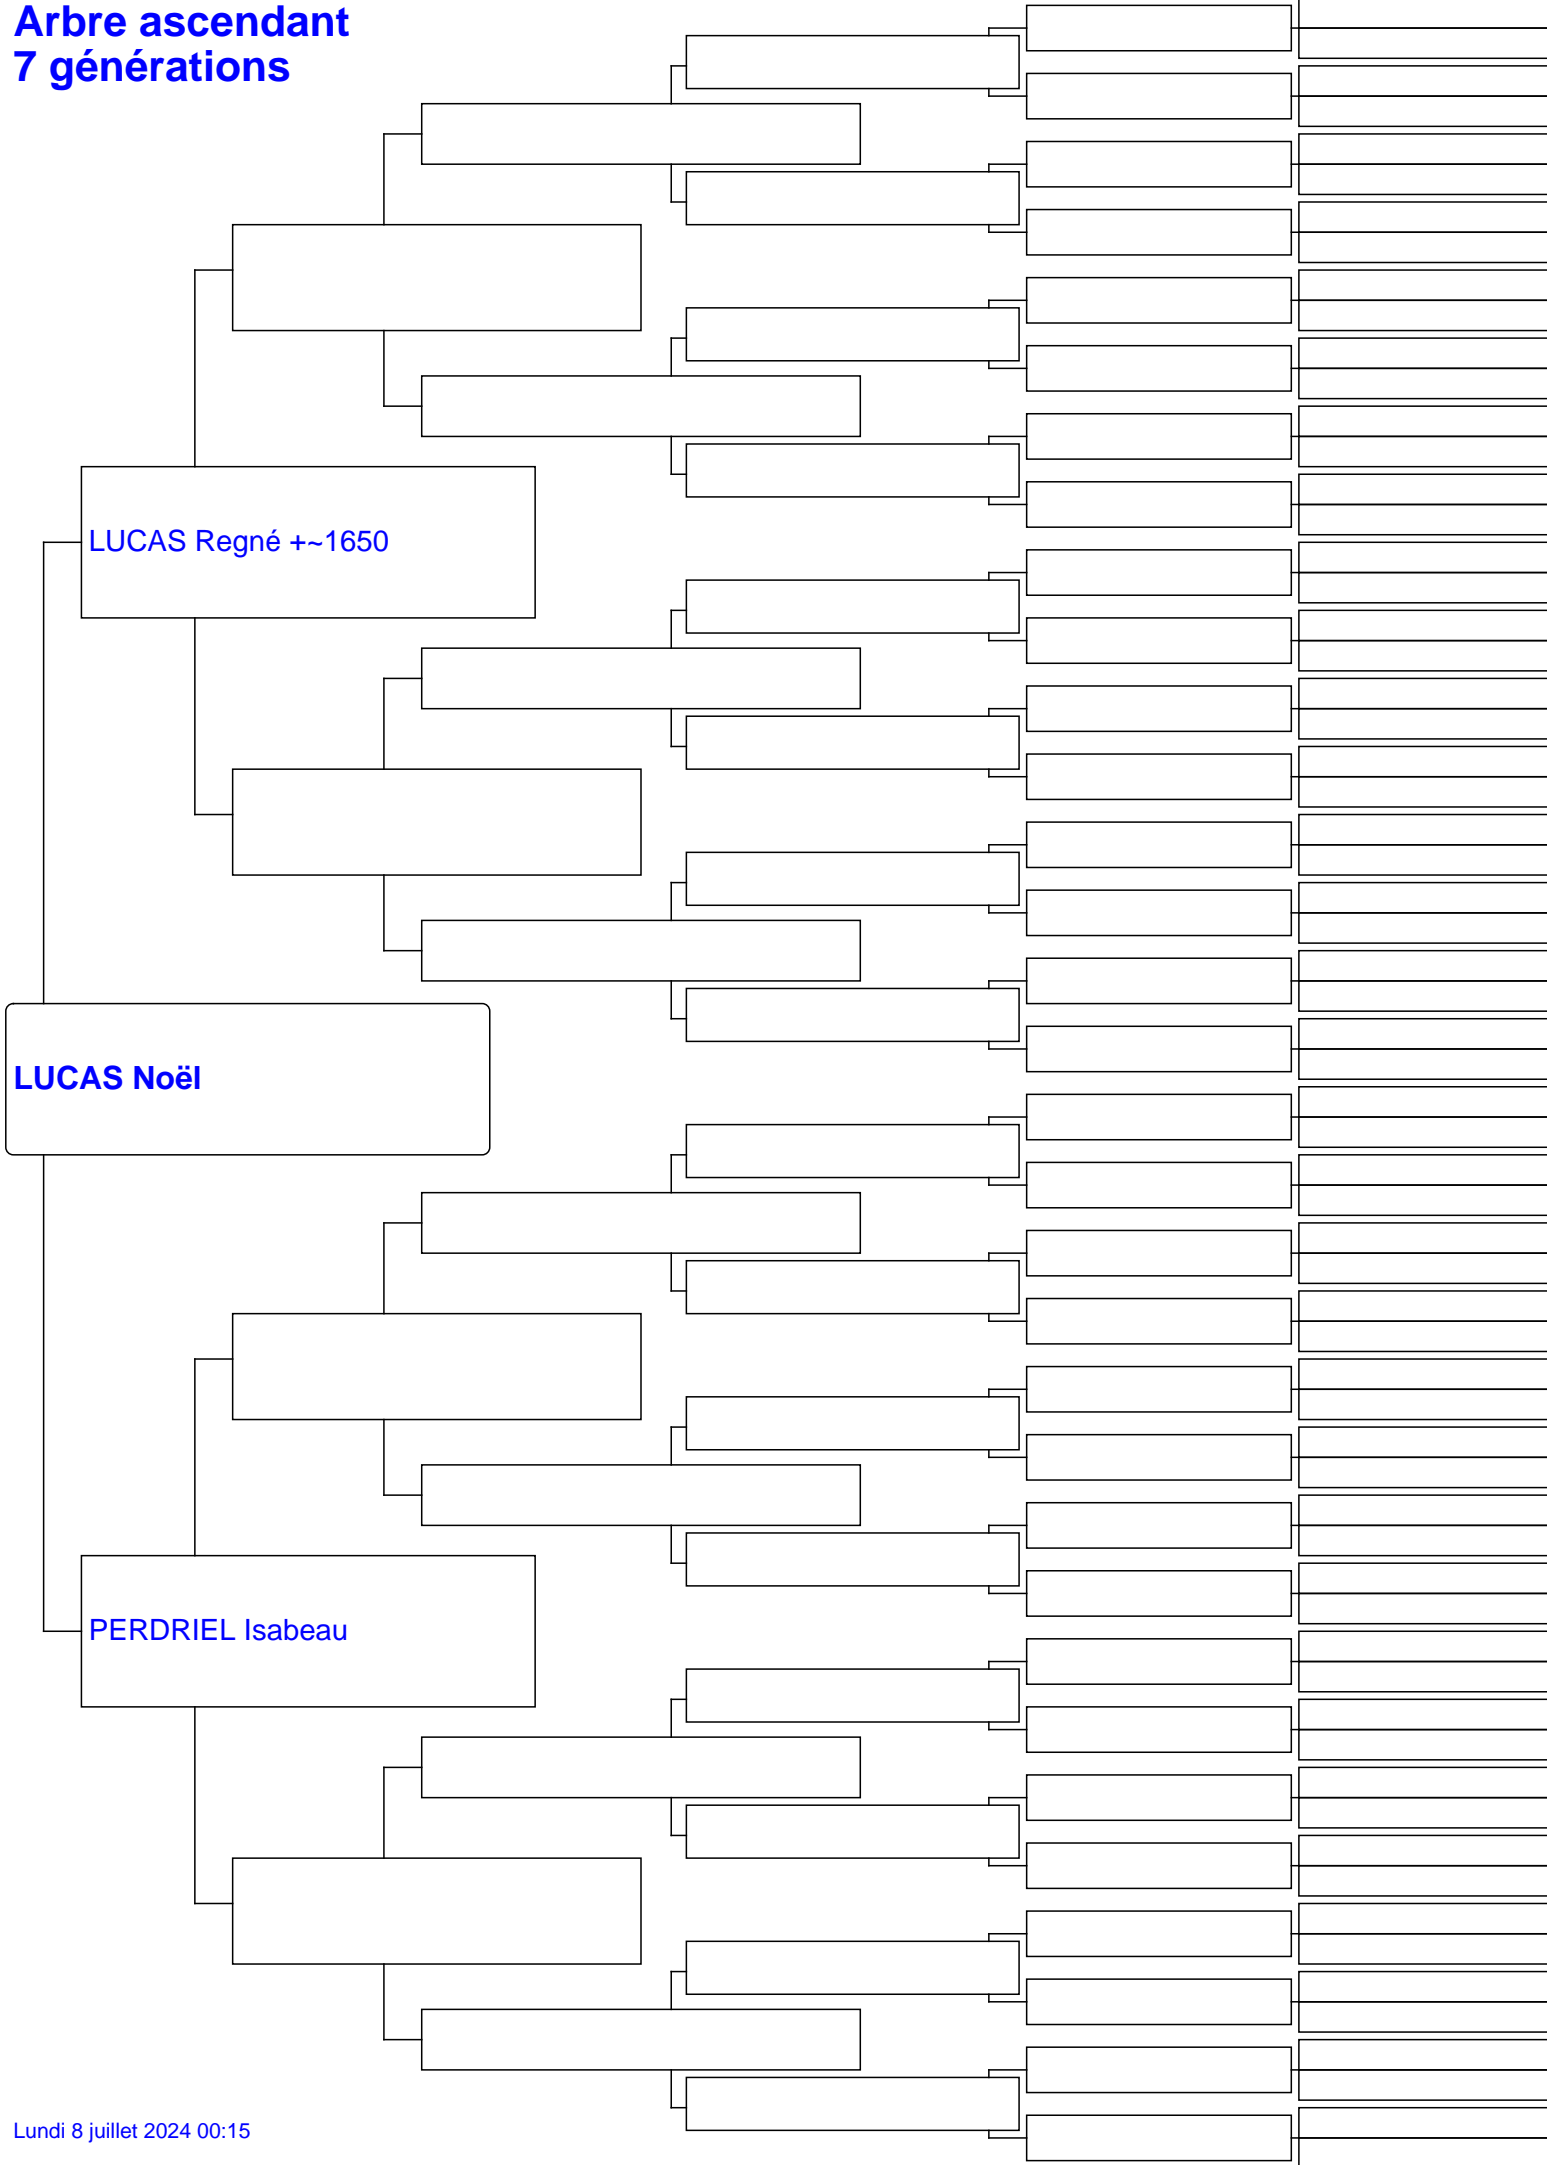 Arbre ascendant
7 générations
LUCAS Regné +~1650
LUCAS Noël
PERDRIEL Isabeau
Lundi 8 juillet 2024 00:15